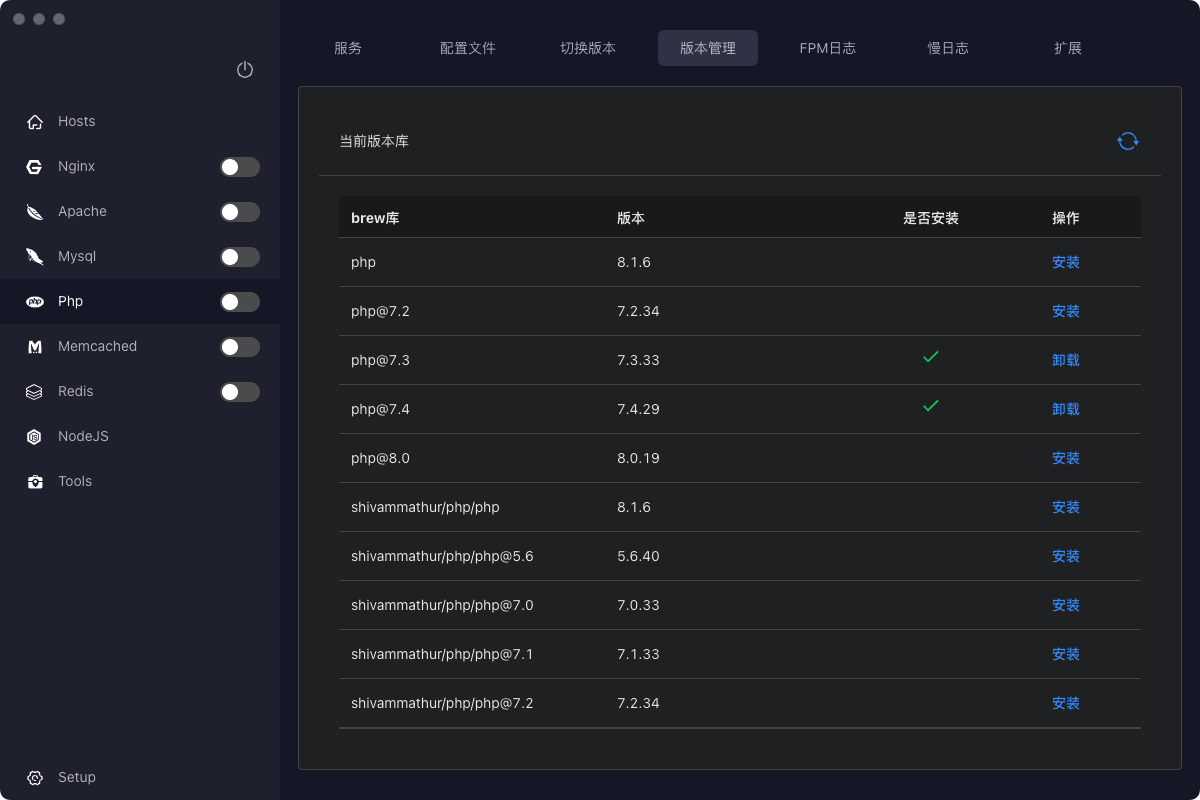 服务 配置文件 切换版本 版本管理 FPM日志 慢日志 扩展
Hosts
Nginx
Apache
Mysql
Php
Memcached
Redis
NodeJS
Tools
Setup
当前版本库
brew库 版本 是否安装 操作
php 8.1.6 安装
php@7.2 7.2.34 安装
php@7.3 7.3.33 卸载
php@7.4 7.4.29 卸载
php@8.0 8.0.19 安装
shivammathur/php/php 8.1.6 安装
shivammathur/php/php@5.6 5.6.40 安装
shivammathur/php/php@7.0 7.0.33 安装
shivammathur/php/php@7.1 7.1.33 安装
shivammathur/php/php@7.2 7.2.34 安装